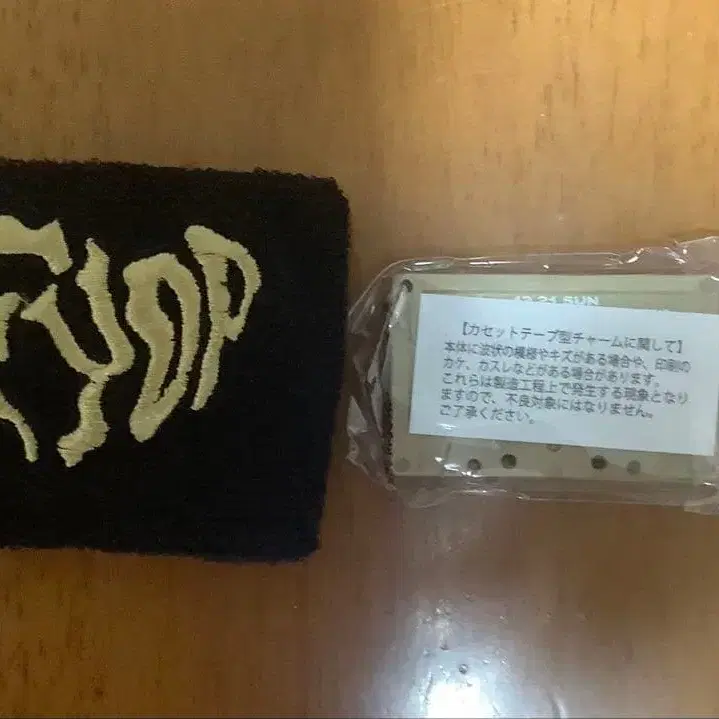 YOP
12.21 SUN
【カセットテープ型チャームに関して】
本体に波状の模様やキズがある場合や、印刷の
カケ、カスレなどがある場合があります。
これらは製造工程上で発生する現象となり
ますので、不良対象にはなりません。
ご了承ください。